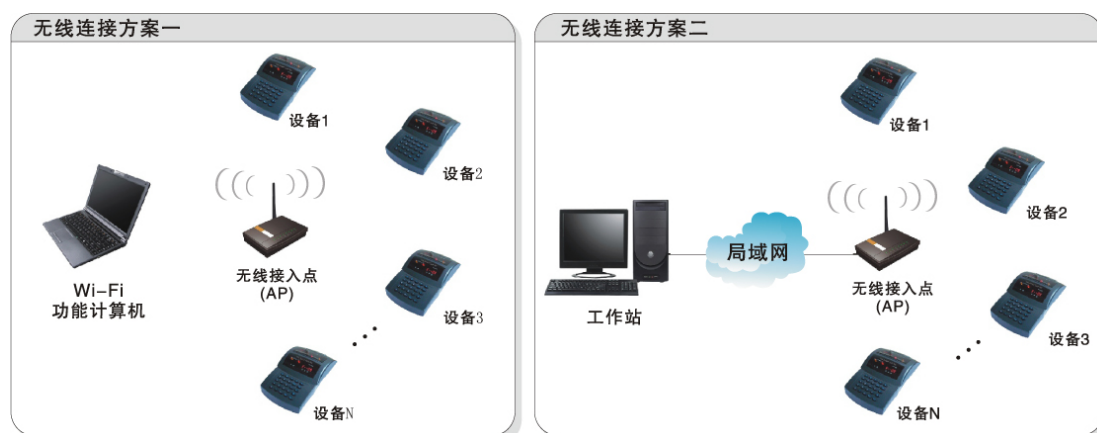 无线连接方案一
设备1
设备2
Wi-Fi
功能计算机
无线接入点
(AP)
设备3
设备N
无线连接方案二
设备1
设备2
工作站
局域网
无线接入点
(AP)
设备3
设备N